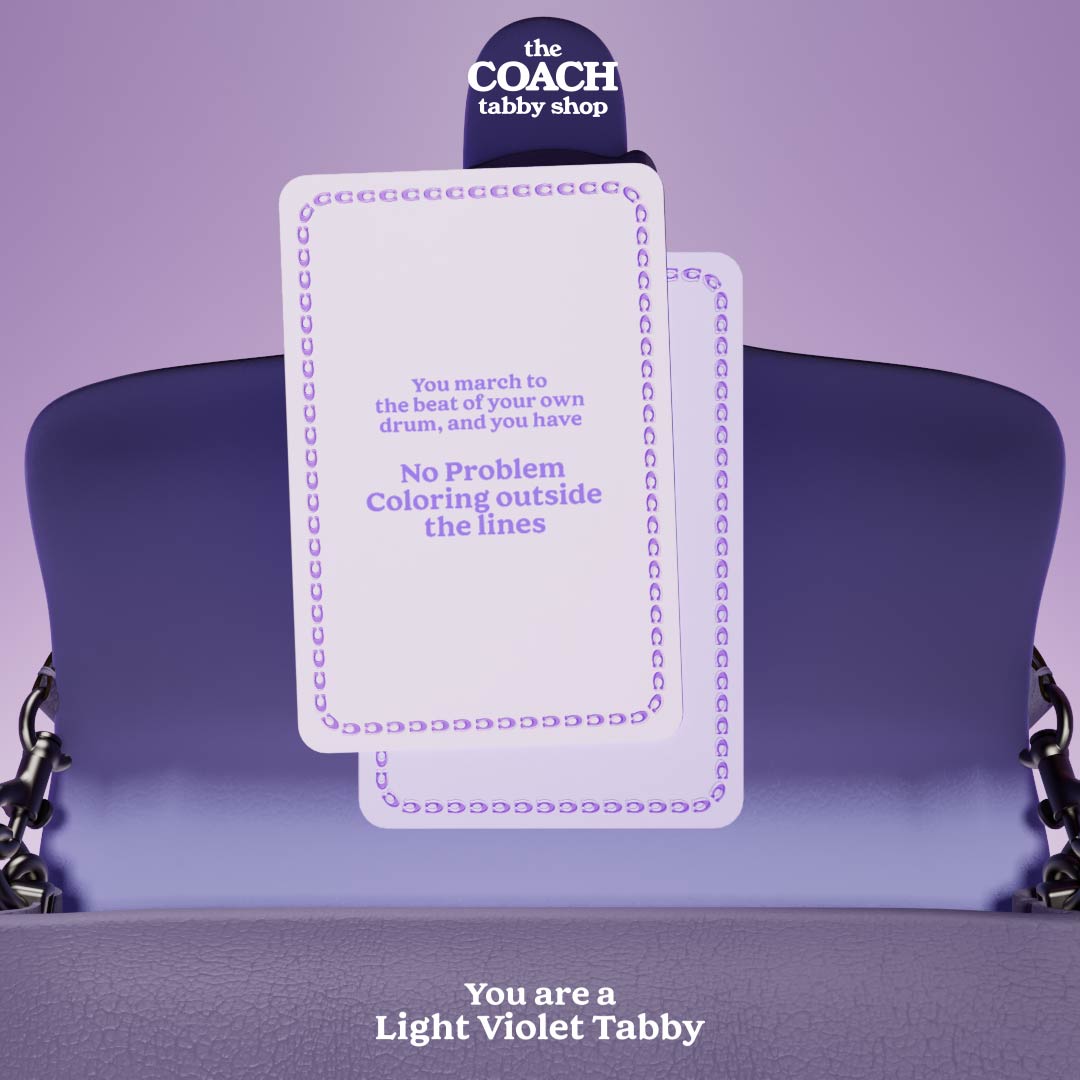 the
COACH
tabby shop
You march to
the beat of your own
drum, and you have
No Problem
Coloring outside
the lines
You are a
Light Violet Tabby